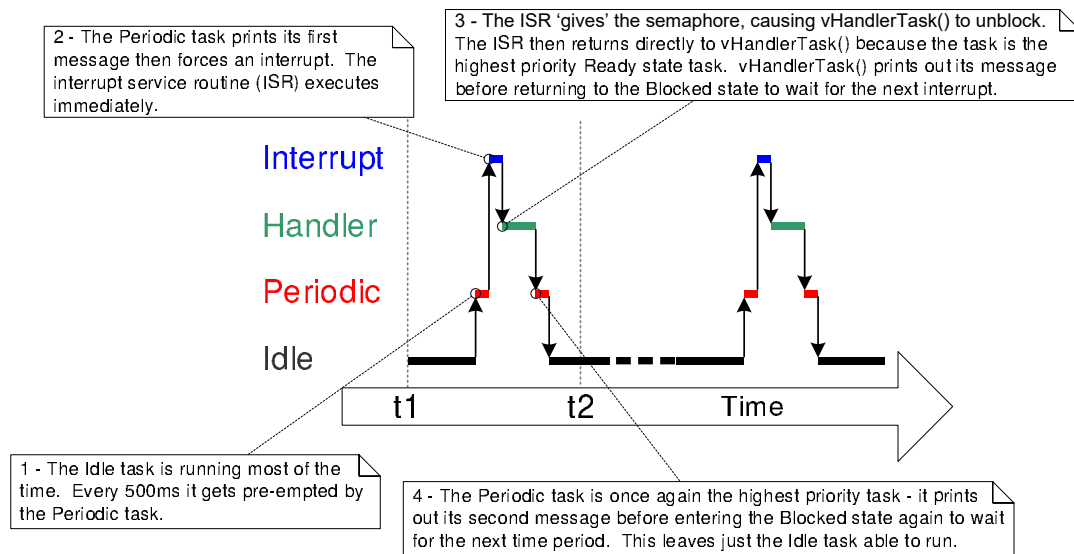 2 - The Periodic task prints its first
message then forces an interrupt. The
interrupt service routine (ISR) executes
immediately.
3 - The ISR ‘gives’ the semaphore, causing vHandlerTask() to unblock.
The ISR then returns directly to vHandlerTask() because the task is the
highest priority Ready state task. vHandlerTask() prints out its message
before returning to the Blocked state to wait for the next interrupt.
Interrupt
Handler
Periodic
Idle
t1
t2
Time
1 - The Idle task is running most of the
time. Every 500ms it gets pre-empted by
the Periodic task.
4 - The Periodic task is once again the highest priority task - it prints
out its second message before entering the Blocked state again to wait
for the next time period. This leaves just the Idle task able to run.